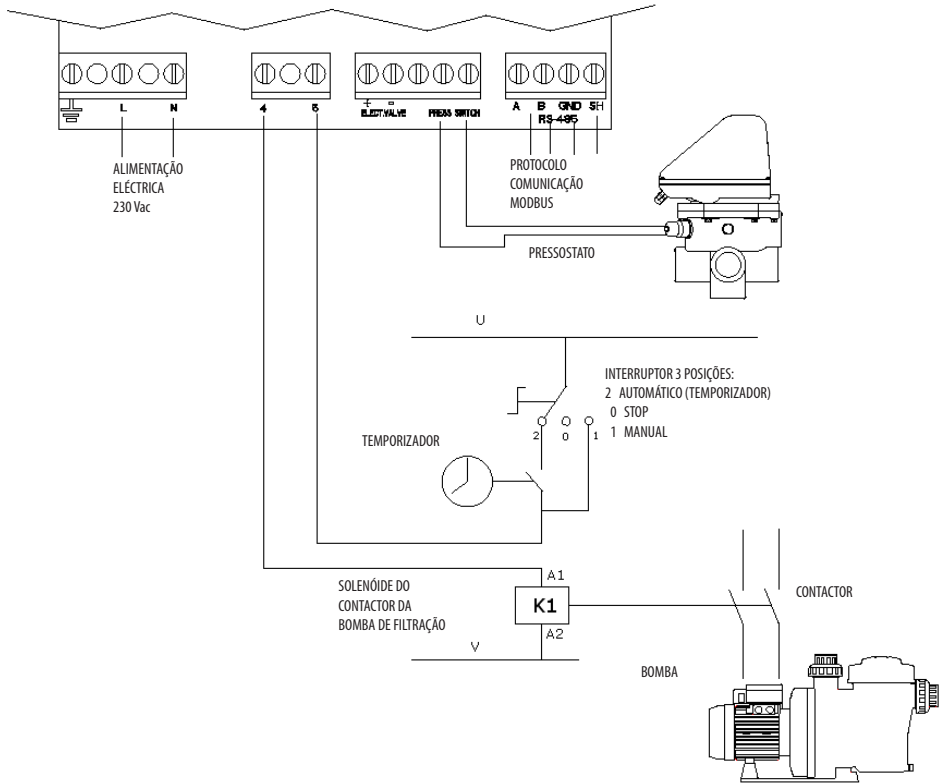 L N
4 5
+ -
ELECT.VALVE
PRESS SWITCH
A B GND SH
RS-485
ALIMENTAÇÃO
ELÉCTRICA
230 Vac
PROTOCOLO
COMUNICAÇÃO
MODBUS
PRESSOSTATO
U
INTERRUPTOR 3 POSIÇÕES:
2 AUTOMÁTICO (TEMPORIZADOR)
0 STOP
1 MANUAL
2 0 1
TEMPORIZADOR
SOLENÓIDE DO
CONTACTOR DA
BOMBA DE FILTRAÇÃO
A1
K1
A2
V
CONTACTOR
BOMBA